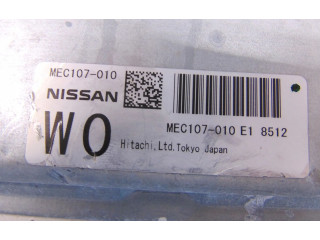 MEC107-010
NISSAN
MEC107-010 E1 8512
WO
Hitachi,Ltd.Tokyo Japan